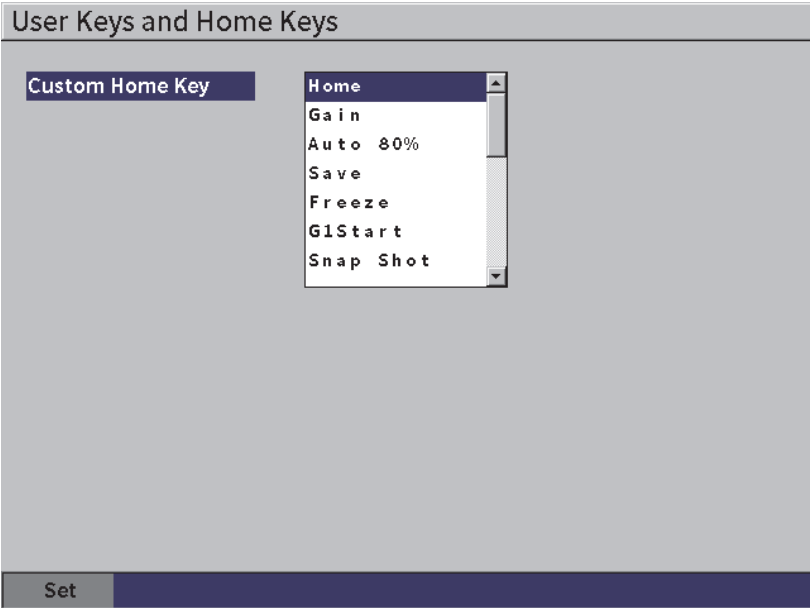 User Keys and Home Keys
Custom Home Key
Home
Gain
Auto 80%
Save
Freeze
G1Start
Snap Shot
Set